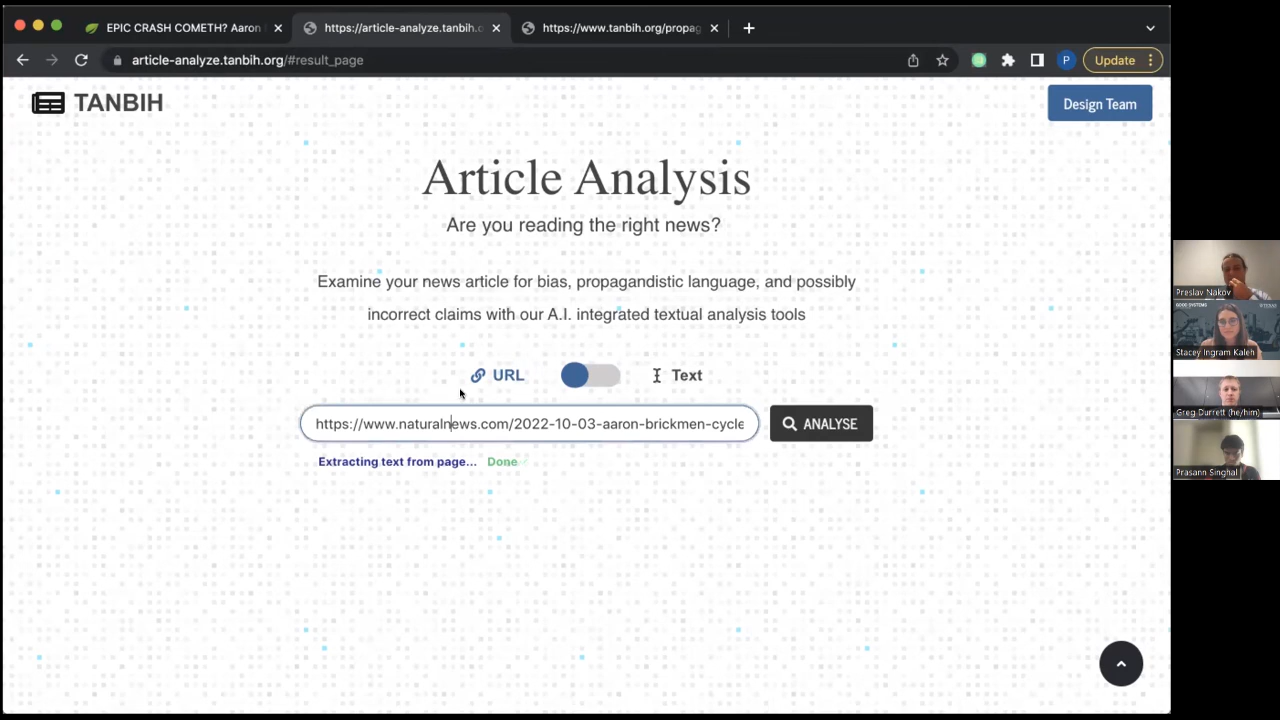 EPIC CRASH COMETH? Aaron
https://article-analyze.tanbih.o
https://www.tanbih.org/propag
article-analyze.tanbih.org/#result_page
P
Update
TANBIH
Design Team
Article Analysis
Are you reading the right news?
Examine your news article for bias, propagandistic language, and possibly
incorrect claims with our A.I. integrated textual analysis tools
URL
Text
https://www.naturalnews.com/2022-10-03-aaron-brickmen-cycle
ANALYSE
Extracting text from page... Done
Preslav Nakov
GOOD SYSTEMS
Stacey Ingram Kaleh
Greg Durrett (he/him)
Prasann Singhal